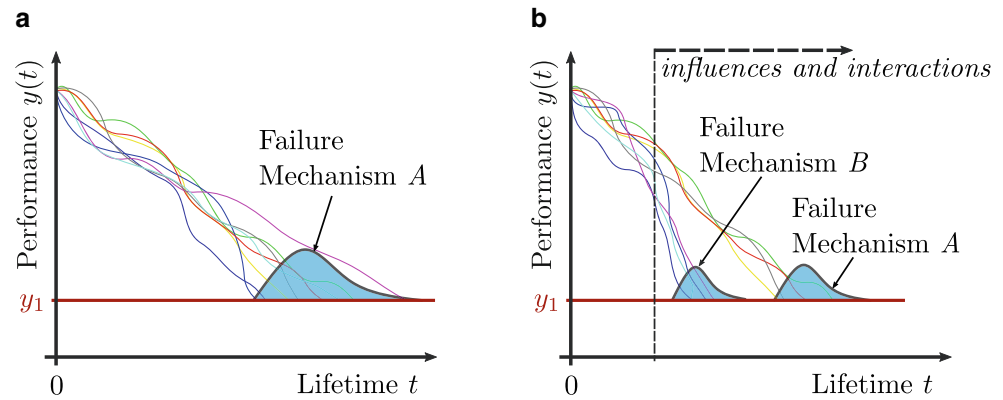 a
Performance y(t)
Failure
Mechanism A
y₁
0
Lifetime t
b
Performance y(t)
influences and interactions
Failure
Mechanism B
Failure
Mechanism A
y₁
0
Lifetime t